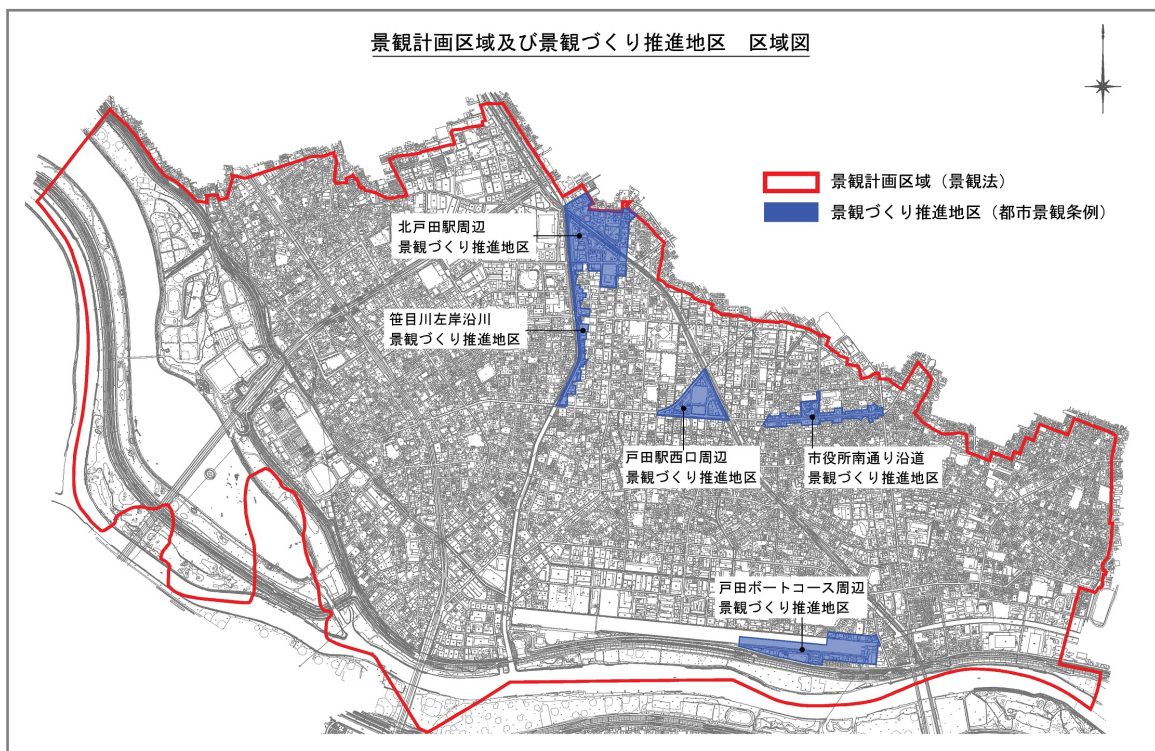 景観計画区域及び景観づくり推進地区　区域図
景観計画区域（景観法）
景観づくり推進地区（都市景観条例）
北戸田駅周辺
景観づくり推進地区
笹目川左岸沿川
景観づくり推進地区
戸田駅西口周辺
景観づくり推進地区
市役所南通り沿道
景観づくり推進地区
戸田ボートコース周辺
景観づくり推進地区